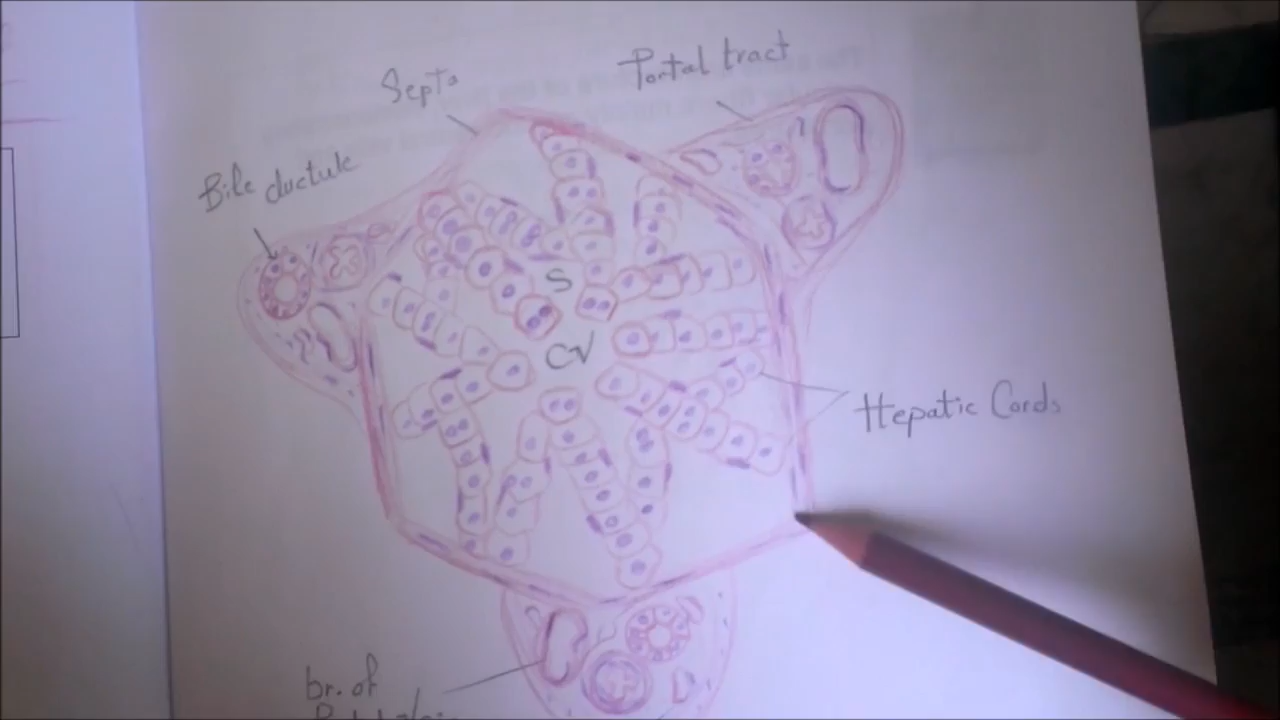 Septa
Portal tract
Bile ductule
S
CV
Hepatic Cords
br. of